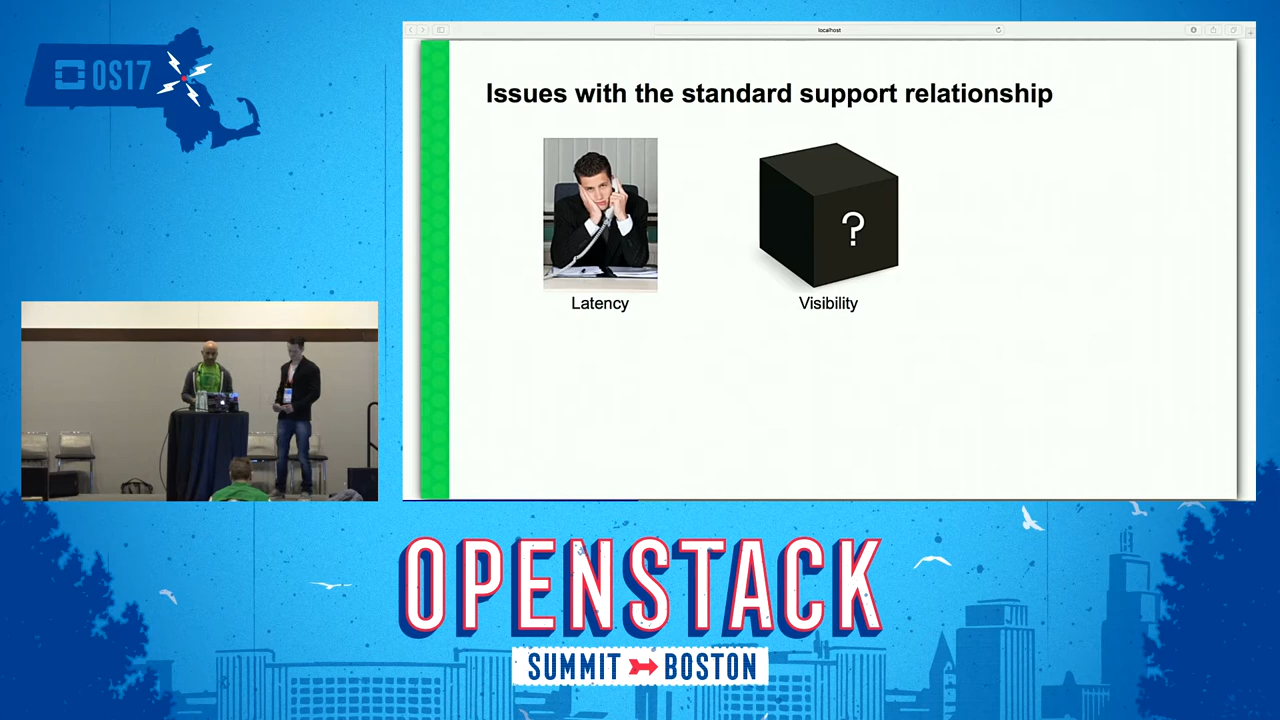 OS17
localhost
Issues with the standard support relationship
?
Latency
Visibility
OPENSTACK
SUMMIT BOSTON